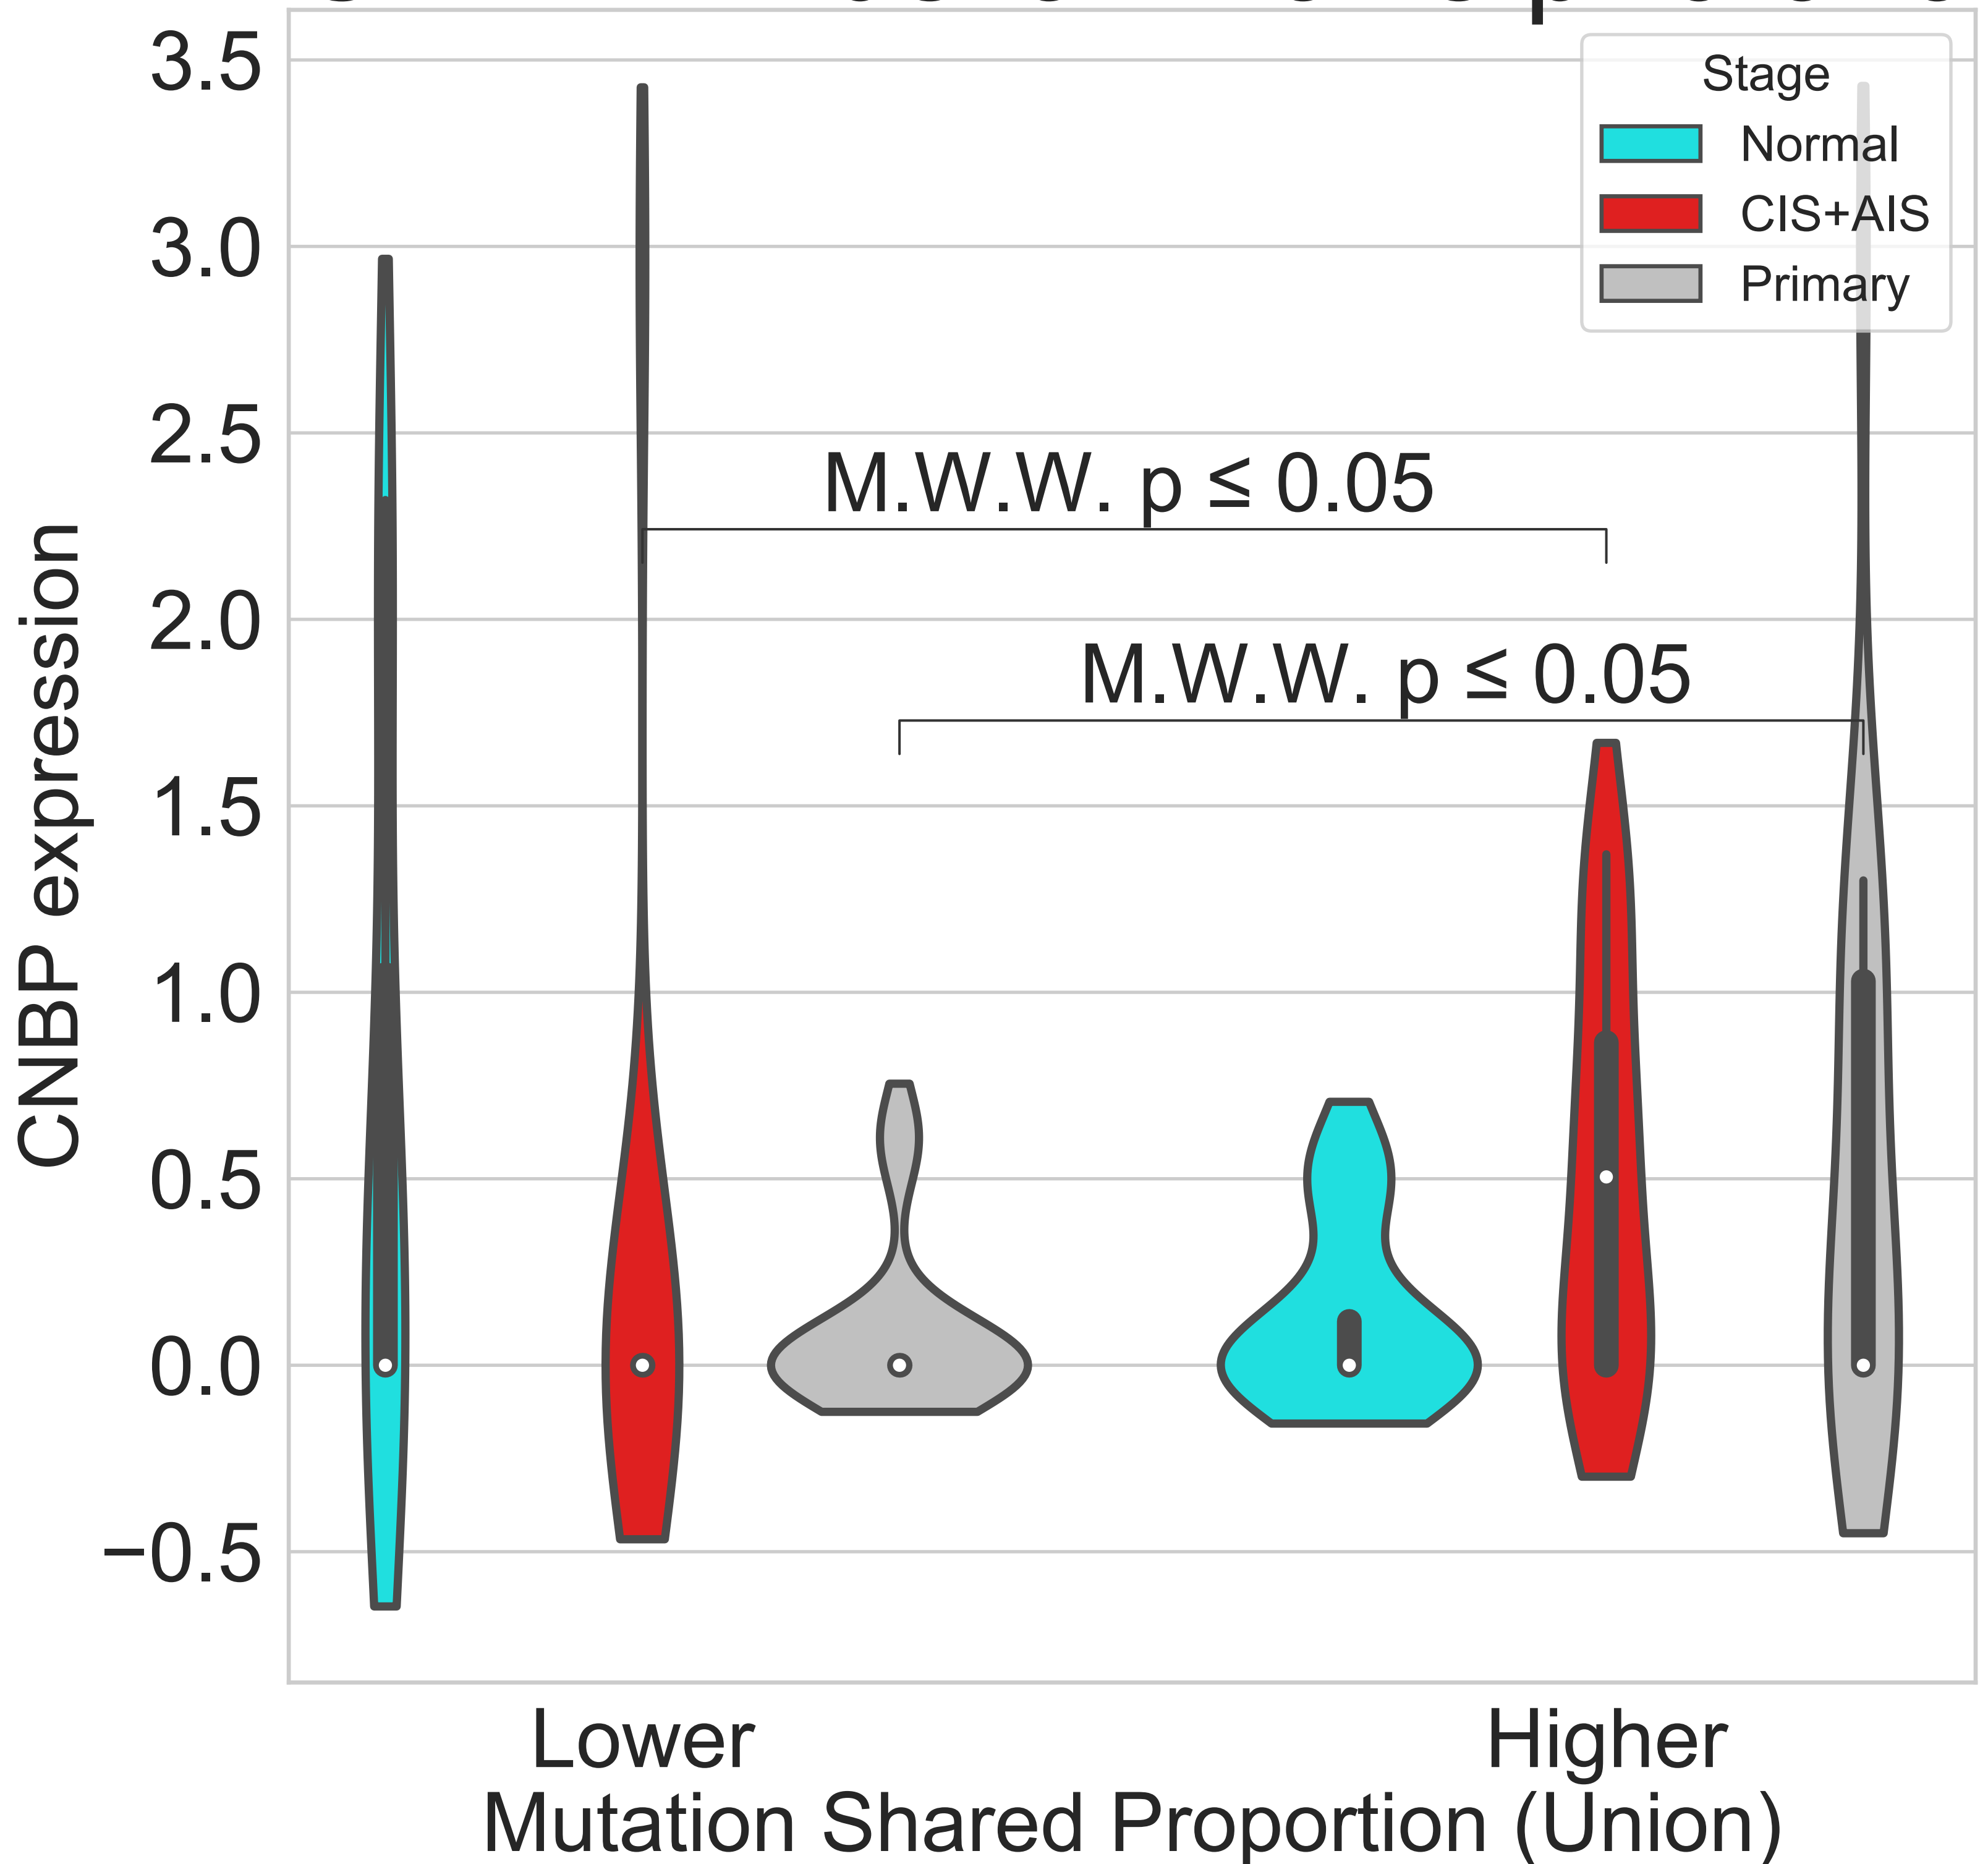 3.5
3.0
2.5
2.0
1.5
1.0
0.5
0.0
−0.5
CNBP expression
Stage
Normal
CIS+AIS
Primary
M.W.W. p ≤ 0.05
M.W.W. p ≤ 0.05
Lower
Higher
Mutation Shared Proportion (Union)